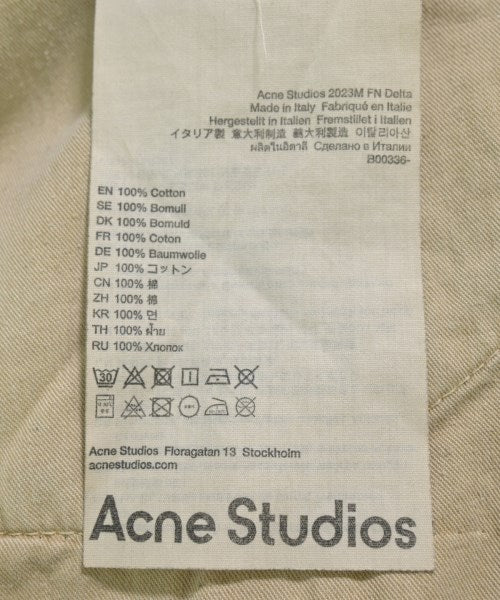 Acne Studios 2023M FN Delta
Made in Italy Fabriqué en Italie
Hergestellt in Italien Fremstillet i Italien
イタリア製 意大利制造 義大利製造 이탈리아산
ผลิตในอิตาลี Сделано в Италии
B00336-
EN 100% Cotton
SE 100% Bomull
DK 100% Bomuld
FR 100% Coton
DE 100% Baumwolle
JP 100% コットン
CN 100% 棉
ZH 100% 棉
KR 100% 면
TH 100% ฝ้าย
RU 100% Хлопок
30
Acne Studios Floragatan 13 Stockholm
acnestudios.com
Acne Studios